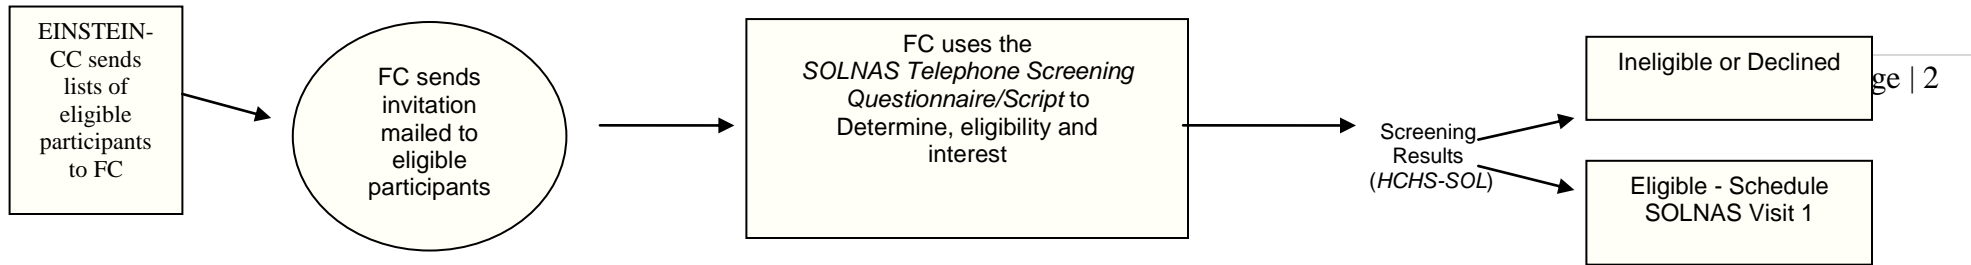 EINSTEIN-
CC sends
lists of
eligible
participants
to FC
FC sends
invitation
mailed to
eligible
participants
FC uses the
SOLNAS Telephone Screening
Questionnaire/Script to
Determine, eligibility and
interest
Screening
Results
(HCHS-SOL)
Ineligible or Declined
Eligible - Schedule
SOLNAS Visit 1
ge | 2